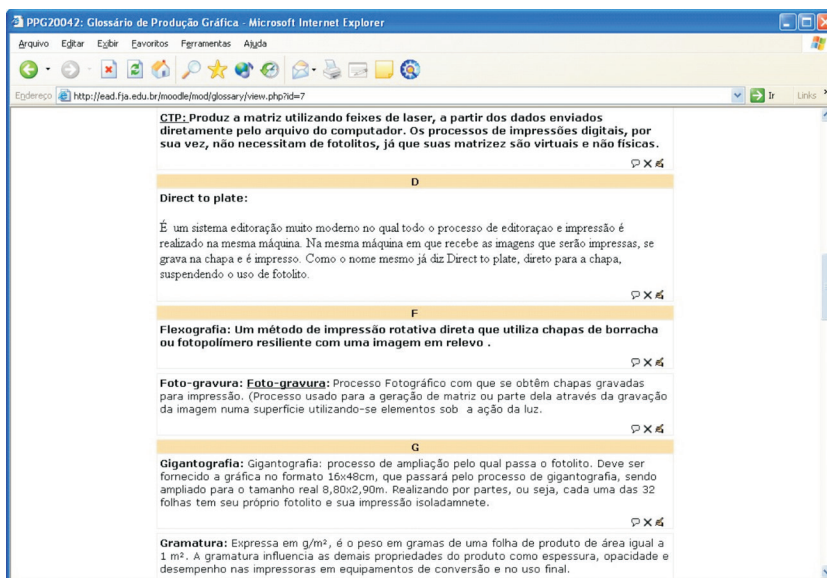 PPG20042: Glossário de Produção Gráfica - Microsoft Internet Explorer
Arquivo Editar Exibir Favoritos Ferramentas Ajuda
Endereço http://ead.fja.edu.br/moodle/mod/glossary/view.php?id=7 Ir Links
CTP: Produz a matriz utilizando feixes de laser, a partir dos dados enviados
diretamente pelo arquivo do computador. Os processos de impressões digitais, por
sua vez, não necessitam de fotolitos, já que suas matrizez são virtuais e não físicas.
D
Direct to plate:
É um sistema editoração muito moderno no qual todo o processo de editoraçao e impressão é
realizado na mesma máquina. Na mesma máquina em que recebe as imagens que serão impressas, se
grava na chapa e é impresso. Como o nome mesmo já diz Direct to plate, direto para a chapa,
suspendendo o uso de fotolito.
F
Flexografia: Um método de impressão rotativa direta que utiliza chapas de borracha
ou fotopolímero resiliente com uma imagem em relevo .
Foto-gravura: Foto-gravura: Processo Fotográfico com que se obtêm chapas gravadas
para impressão. (Processo usado para a geração de matriz ou parte dela através da gravação
da imagem numa superfície utilizando-se elementos sob a ação da luz.
G
Gigantografia: Gigantografia: processo de ampliação pelo qual passa o fotolito. Deve ser
fornecido a gráfica no formato 16x48cm, que passará pelo processo de gigantografia, sendo
ampliado para o tamanho real 8,80x2,90m. Realizando por partes, ou seja, cada uma das 32
folhas tem seu próprio fotolito e sua impressão isoladamnete.
Gramatura: Expressa em g/m², é o peso em gramas de uma folha de produto de área igual a
1 m². A gramatura influencia as demais propriedades do produto como espessura, opacidade e
desempenho nas impressoras em equipamentos de conversão e no uso final.